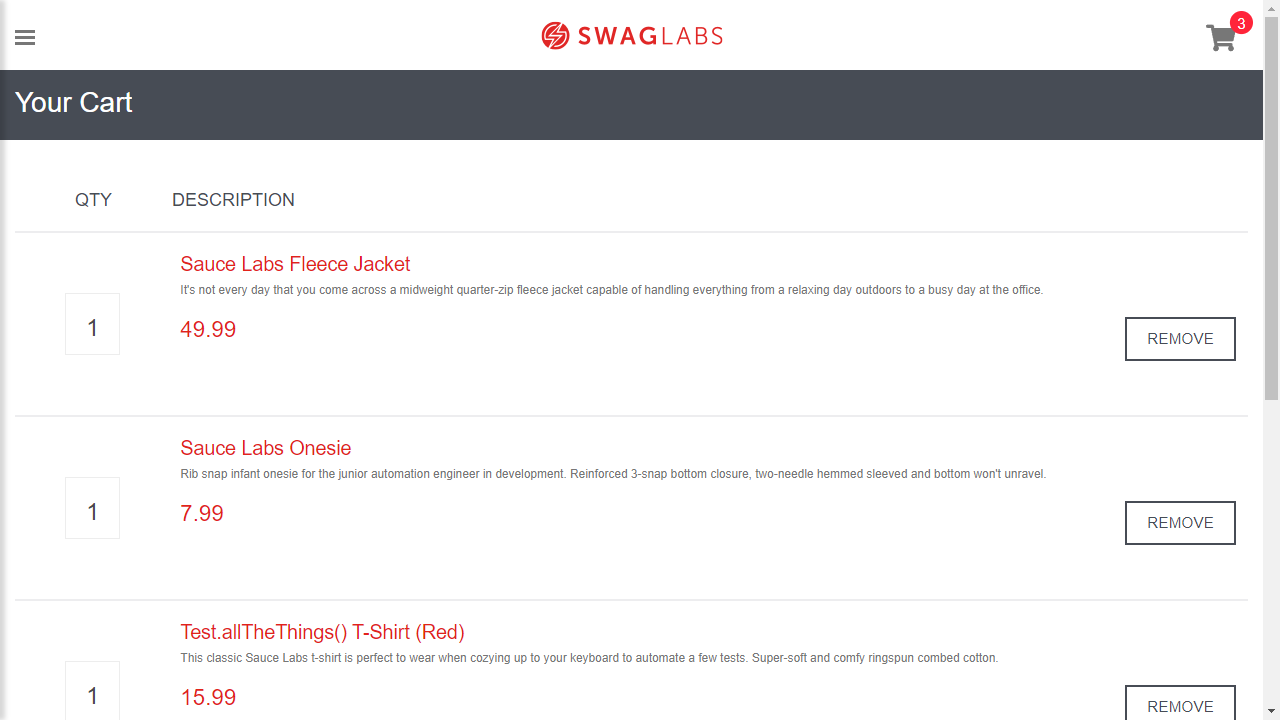 SWAGLABS
3
Your Cart
QTY DESCRIPTION
Sauce Labs Fleece Jacket
It's not every day that you come across a midweight quarter-zip fleece jacket capable of handling everything from a relaxing day outdoors to a busy day at the office.
1
49.99
REMOVE
Sauce Labs Onesie
Rib snap infant onesie for the junior automation engineer in development. Reinforced 3-snap bottom closure, two-needle hemmed sleeved and bottom won't unravel.
1
7.99
REMOVE
Test.allTheThings() T-Shirt (Red)
This classic Sauce Labs t-shirt is perfect to wear when cozying up to your keyboard to automate a few tests. Super-soft and comfy ringspun combed cotton.
1
15.99
REMOVE